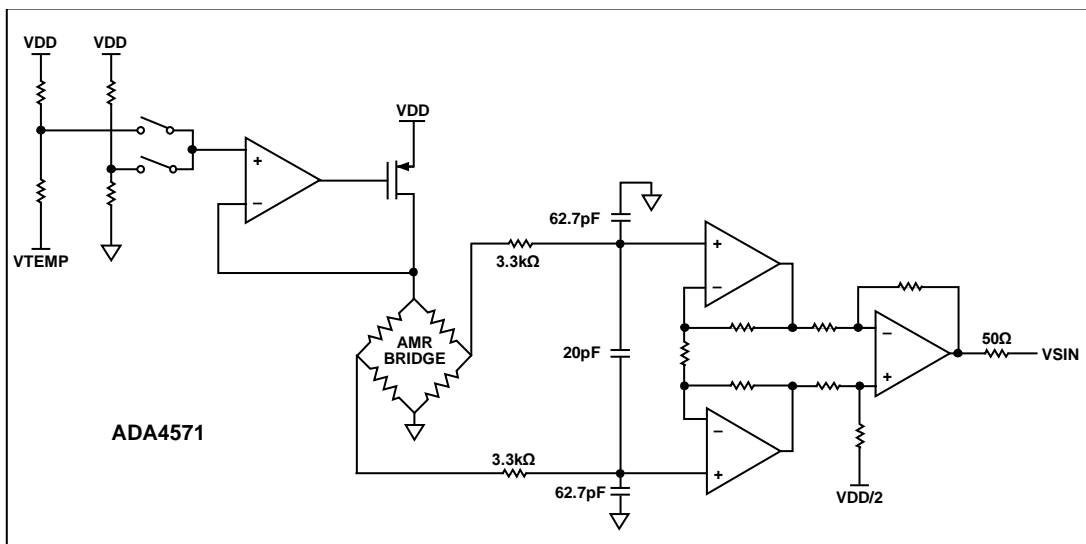 VDD
VDD
VDD
VTEMP
62.7pF
3.3kΩ
AMR
BRIDGE
20pF
50Ω
VSIN
ADA4571
3.3kΩ
62.7pF
VDD/2
+
−
+
−
−
+
−
+